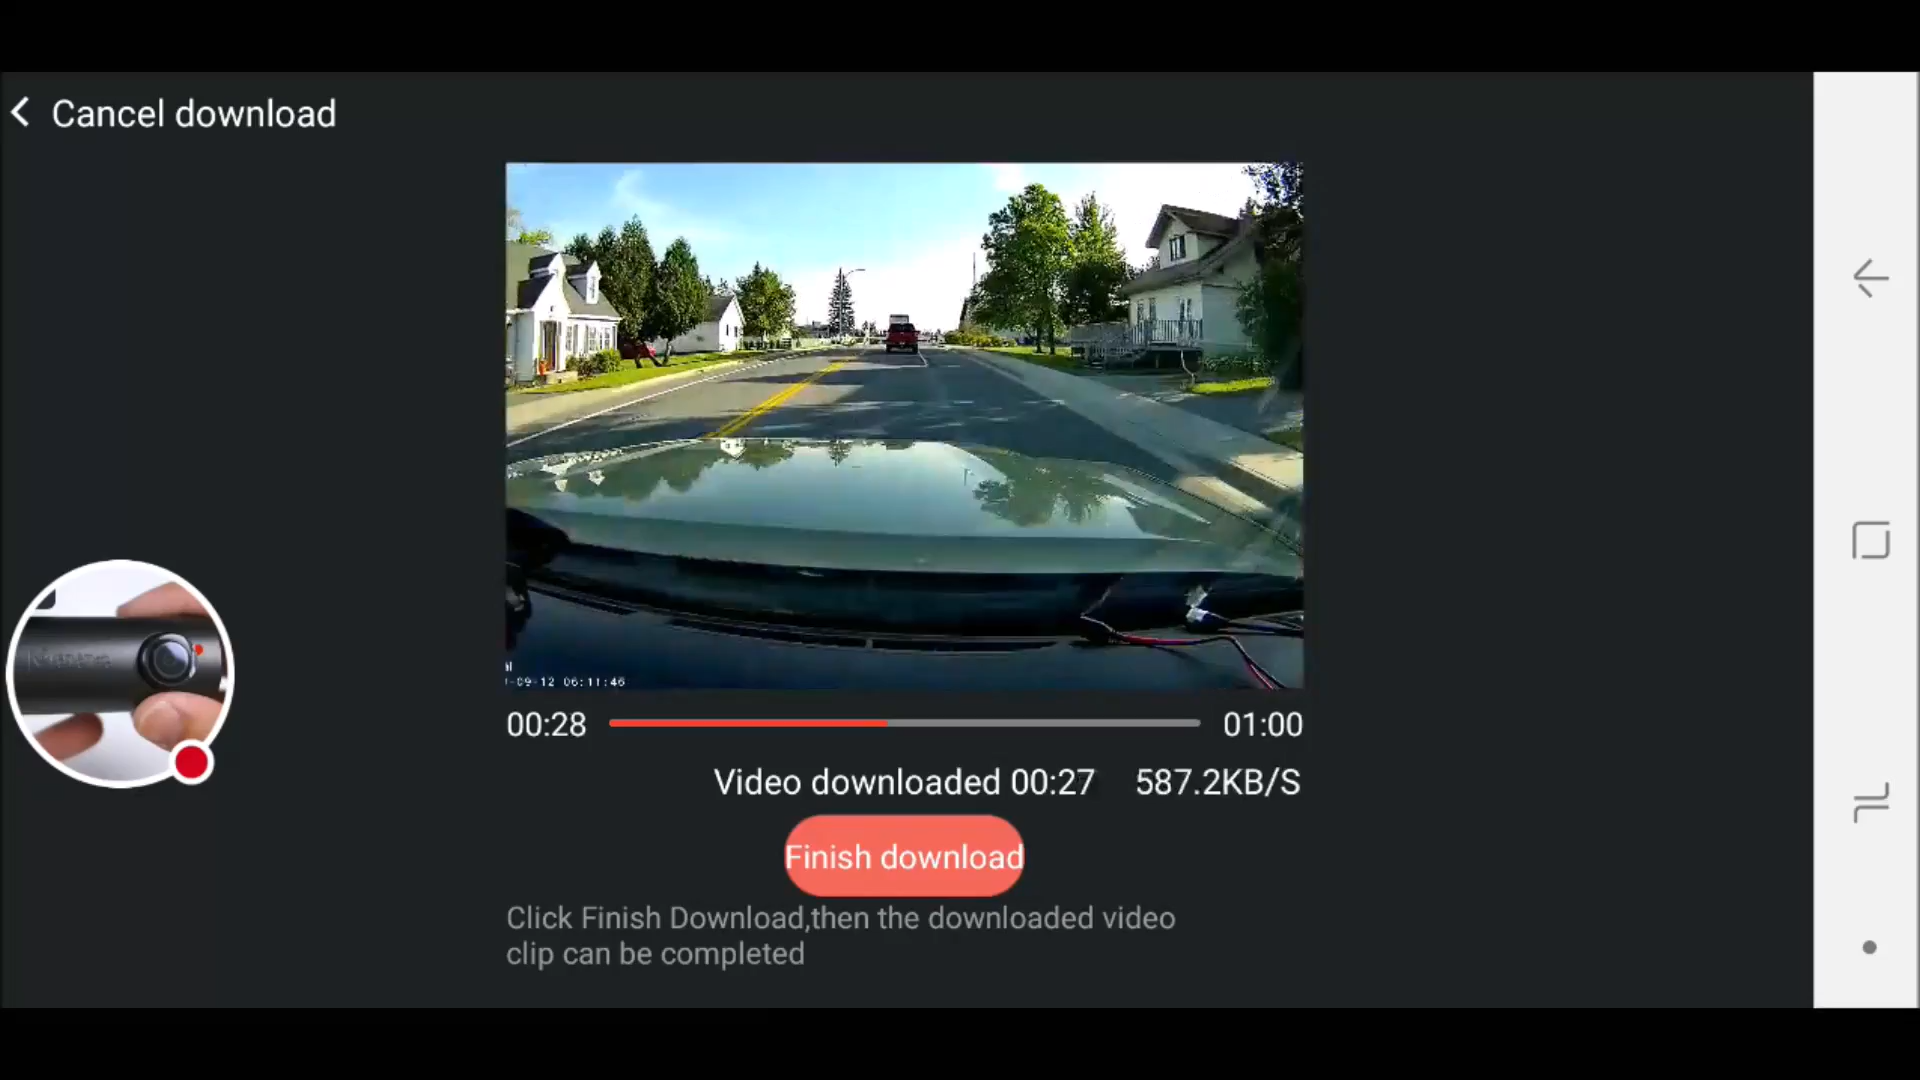 Cancel download
-09-12 06:11:46
00:28
01:00
Video downloaded 00:27 587.2KB/S
Finish download
Click Finish Download,then the downloaded video
clip can be completed